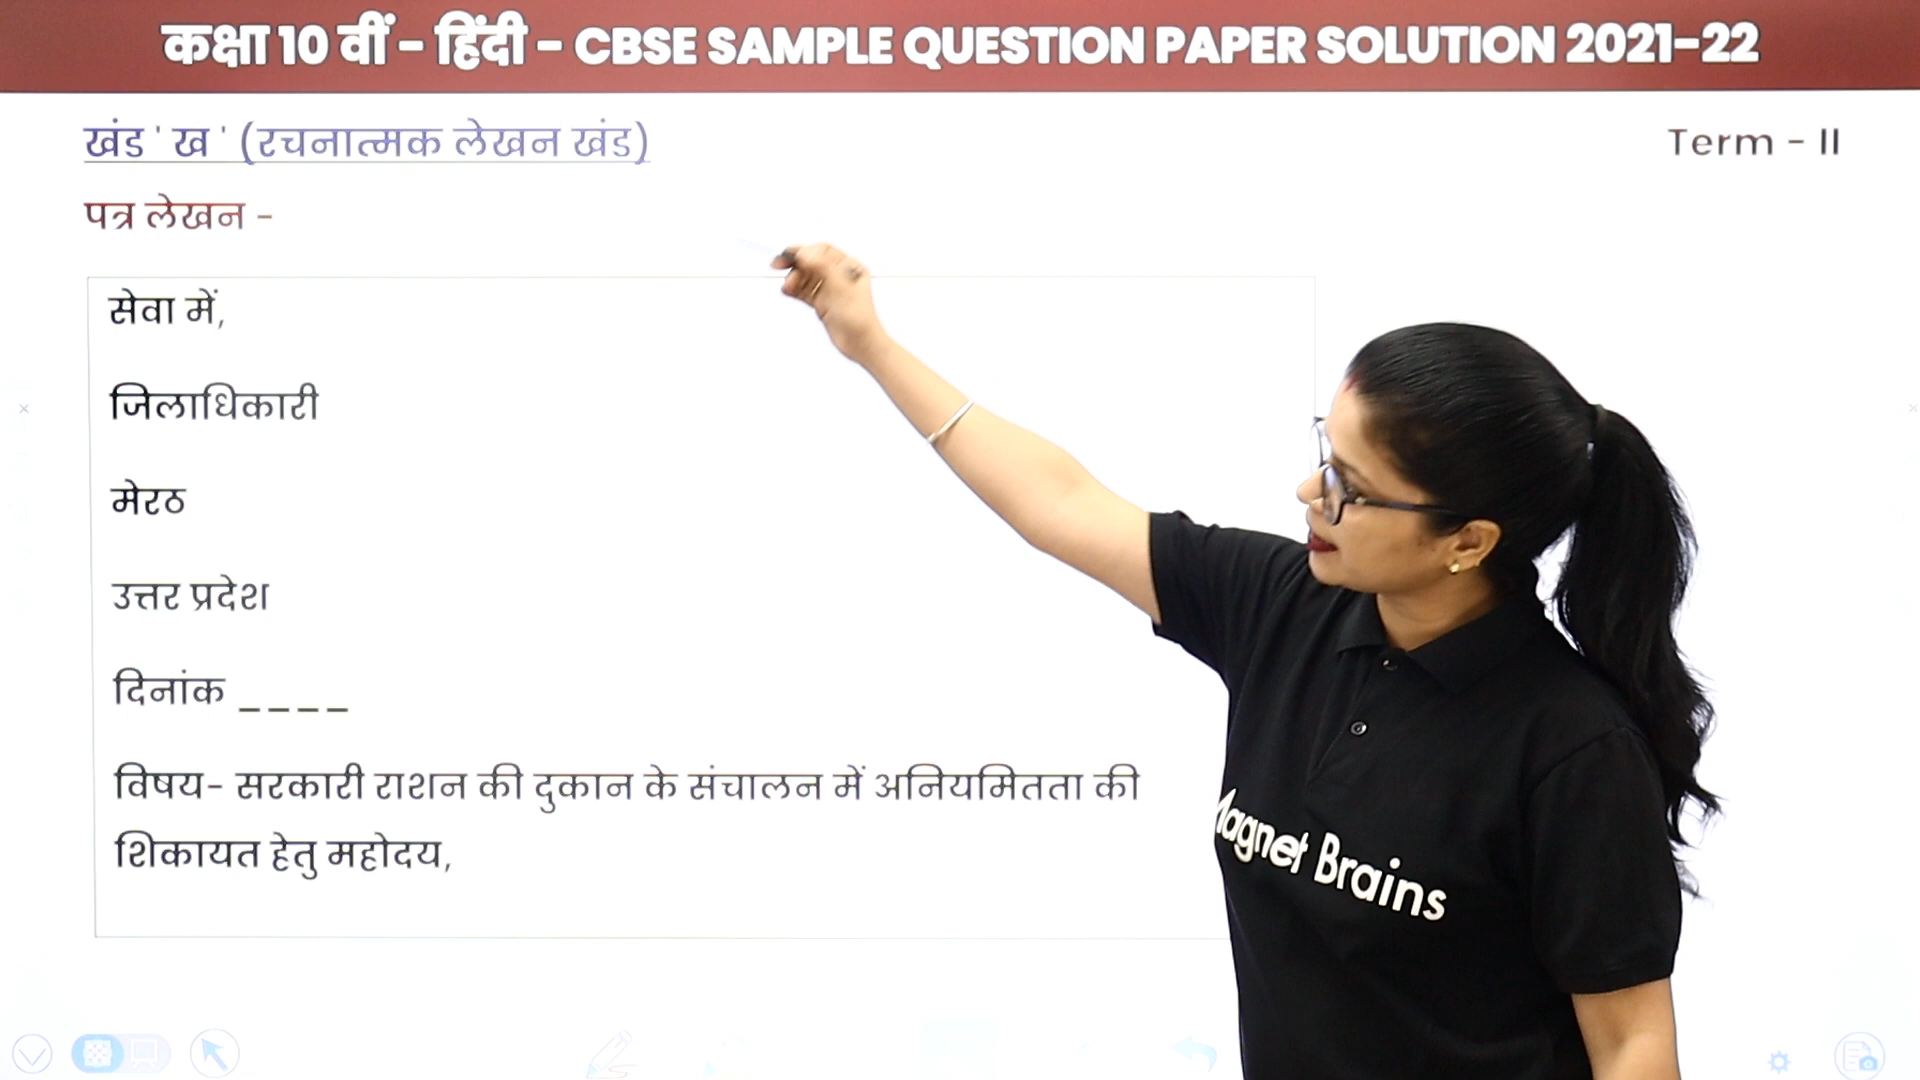 कक्षा 10 वीं - हिंदी - CBSE SAMPLE QUESTION PAPER SOLUTION 2021-22
खंड ' ख ' (रचनात्मक लेखन खंड)
Term - II
पत्र लेखन -
सेवा में,
जिलाधिकारी
मेरठ
उत्तर प्रदेश
दिनांक _ _ _ _
विषय- सरकारी राशन की दुकान के संचालन में अनियमितता की
शिकायत हेतु महोदय,
Magnet Brains